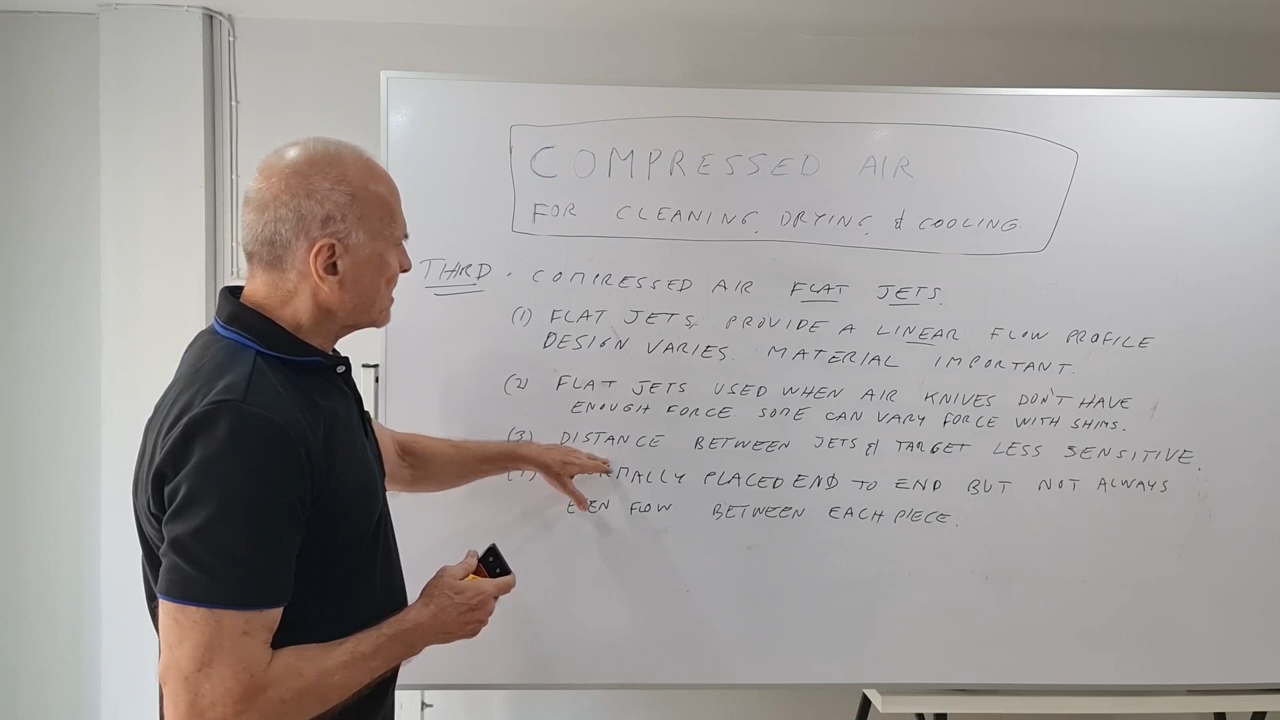 COMPRESSED AIR
FOR CLEANING, DRYING, & COOLING.
THIRD. COMPRESSED AIR FLAT JETS.
(1) FLAT JETS, PROVIDE A LINEAR FLOW PROFILE
DESIGN VARIES. MATERIAL IMPORTANT.
(2) FLAT JETS USED WHEN AIR KNIVES DON'T HAVE
ENOUGH FORCE. SOME CAN VARY FORCE WITH SHIMS.
(3) DISTANCE BETWEEN JETS & TARGET LESS SENSITIVE.
PLACED END TO END BUT NOT ALWAYS
EVEN FLOW BETWEEN EACH PIECE.